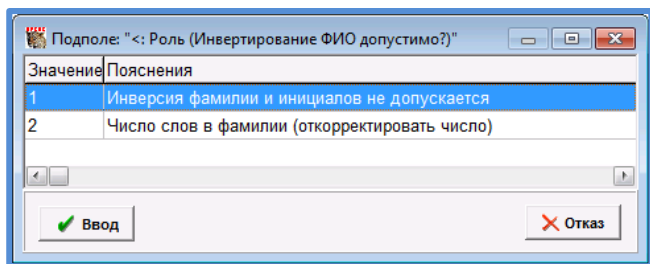 Подполе: "<: Роль (Инвертирование ФИО допустимо?)"
Значение Пояснения
1 Инверсия фамилии и инициалов не допускается
2 Число слов в фамилии (откорректировать число)
Ввод Отказ